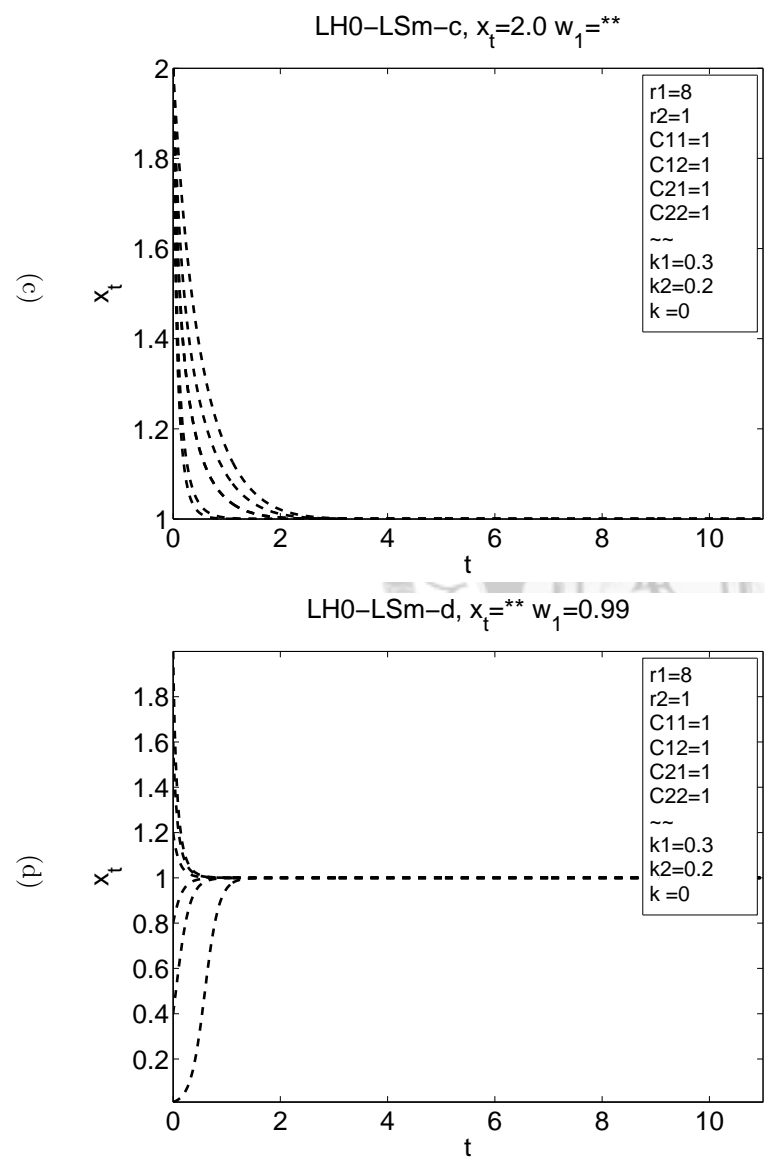 LH0−LSm−c, x_t=2.0 w_1=**
2
1.8
1.6
1.4
1.2
1
x_t
0 2 4 6 8 10
t
r1=8
r2=1
C11=1
C12=1
C21=1
C22=1
~~
k1=0.3
k2=0.2
k =0
(c)
LH0−LSm−d, x_t=** w_1=0.99
1.8
1.6
1.4
1.2
1
0.8
0.6
0.4
0.2
x_t
0 2 4 6 8 10
t
r1=8
r2=1
C11=1
C12=1
C21=1
C22=1
~~
k1=0.3
k2=0.2
k =0
(d)